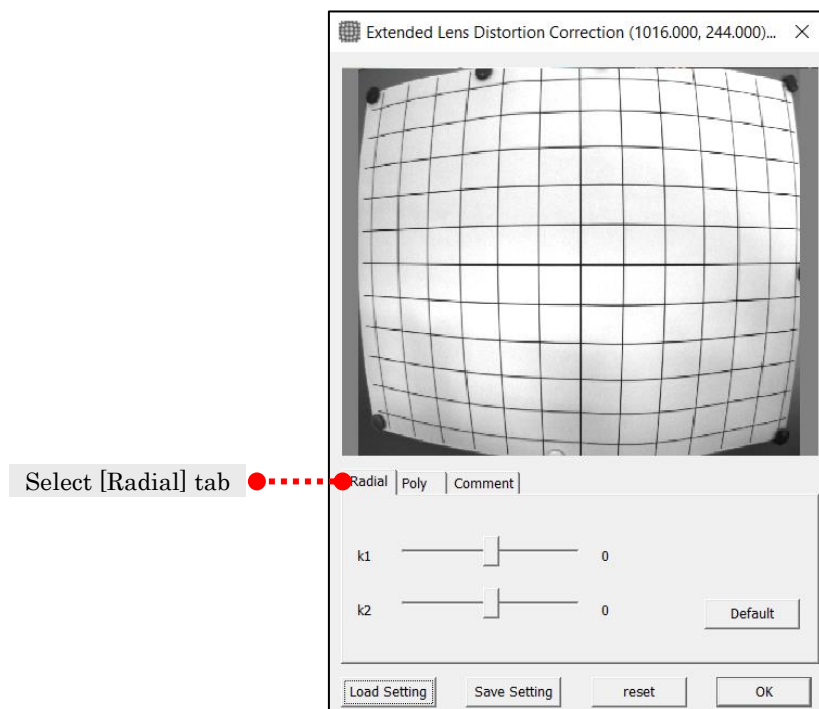 Extended Lens Distortion Correction (1016.000, 244.000)...
Select [Radial] tab
Radial Poly Comment
k1 0
k2 0
Default
Load Setting Save Setting reset OK